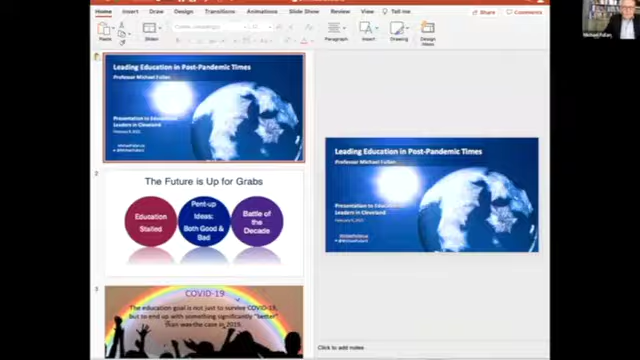 Home Insert Draw Design Transitions Animations Slide Show Review View Tell me Share Comments
Paste Slides Paragraph Insert Drawing Design Ideas
Michael Fullan
1
Leading Education in Post-Pandemic Times
Professor Michael Fullan
Presentation to Education
Leaders in Cleveland
2
The Future is Up for Grabs
Education
Stalled
Pent-up
Ideas:
Both Good &
Bad
Battle of
the
Decade
3
COVID-19
The education goal is not just to survive COVID-19,
but to end up with something significantly "better"
than was the case in 2019.
Leading Education in Post-Pandemic Times
Professor Michael Fullan
Presentation to Education
Leaders in Cleveland
Click to add notes